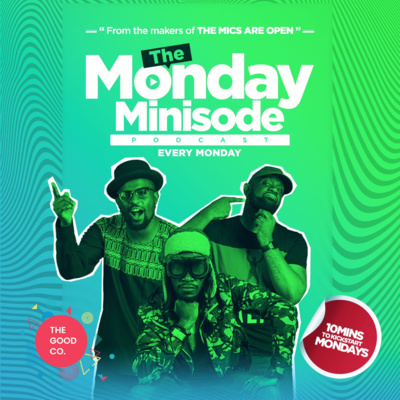 " From the makers of THE MICS ARE OPEN "
The
Monday
Minisode
PODCAST
EVERY MONDAY
THE
GOOD
CO.
10MINS
TO KICKSTART
MONDAYS